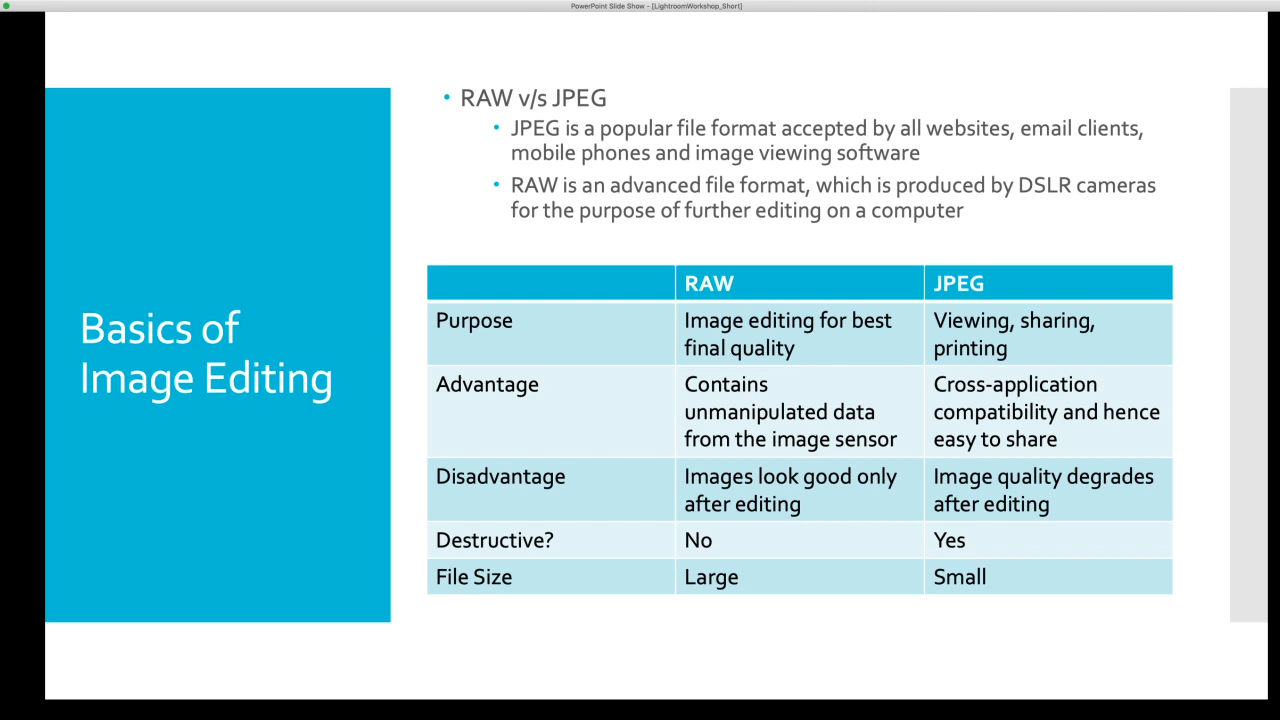 PowerPoint Slide Show - [LightroomWorkshop_Short]
Basics of
Image Editing
• RAW v/s JPEG
• JPEG is a popular file format accepted by all websites, email clients,
mobile phones and image viewing software
• RAW is an advanced file format, which is produced by DSLR cameras
for the purpose of further editing on a computer
RAW JPEG
Purpose Image editing for best Viewing, sharing,
final quality printing
Advantage Contains Cross-application
unmanipulated data compatibility and hence
from the image sensor easy to share
Disadvantage Images look good only Image quality degrades
after editing after editing
Destructive? No Yes
File Size Large Small